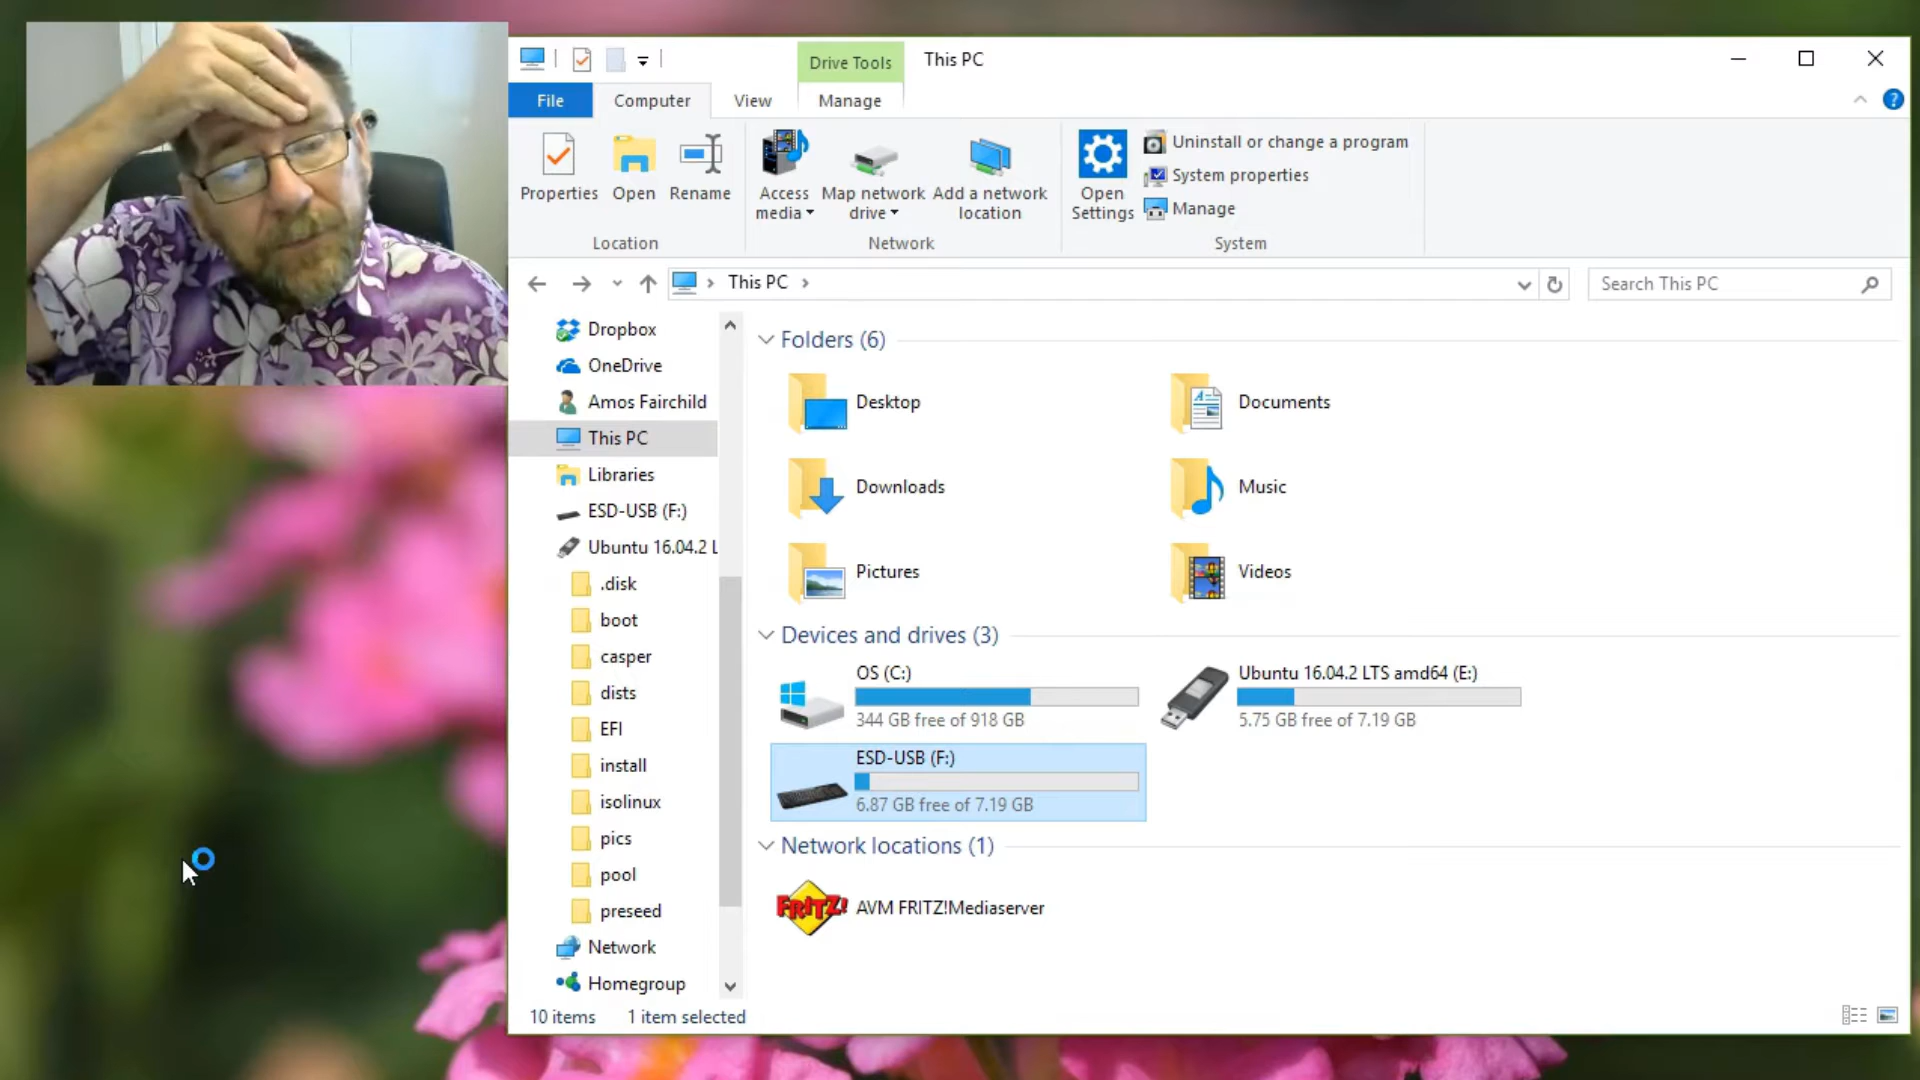 Drive Tools
This PC
File
Computer
View
Manage
Properties
Open
Rename
Access media
Map network drive
Add a network location
Open Settings
Uninstall or change a program
System properties
Manage
Location
Network
System
This PC
Search This PC
Dropbox
OneDrive
Amos Fairchild
This PC
Libraries
ESD-USB (F:)
Ubuntu 16.04.2 L
.disk
boot
casper
dists
EFI
install
isolinux
pics
pool
preseed
Network
Homegroup
Folders (6)
Desktop
Documents
Downloads
Music
Pictures
Videos
Devices and drives (3)
OS (C:)
344 GB free of 918 GB
Ubuntu 16.04.2 LTS amd64 (E:)
5.75 GB free of 7.19 GB
ESD-USB (F:)
6.87 GB free of 7.19 GB
Network locations (1)
FRITZ!
AVM FRITZ!Mediaserver
10 items
1 item selected